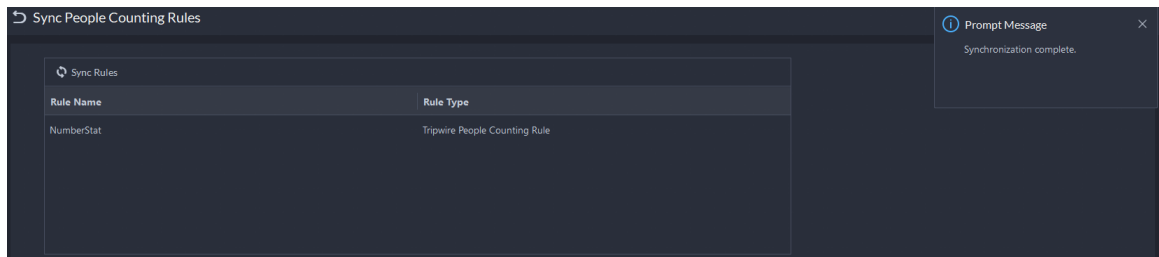 Sync People Counting Rules
Prompt Message
Synchronization complete.
Sync Rules
Rule Name Rule Type
NumberStat Tripwire People Counting Rule